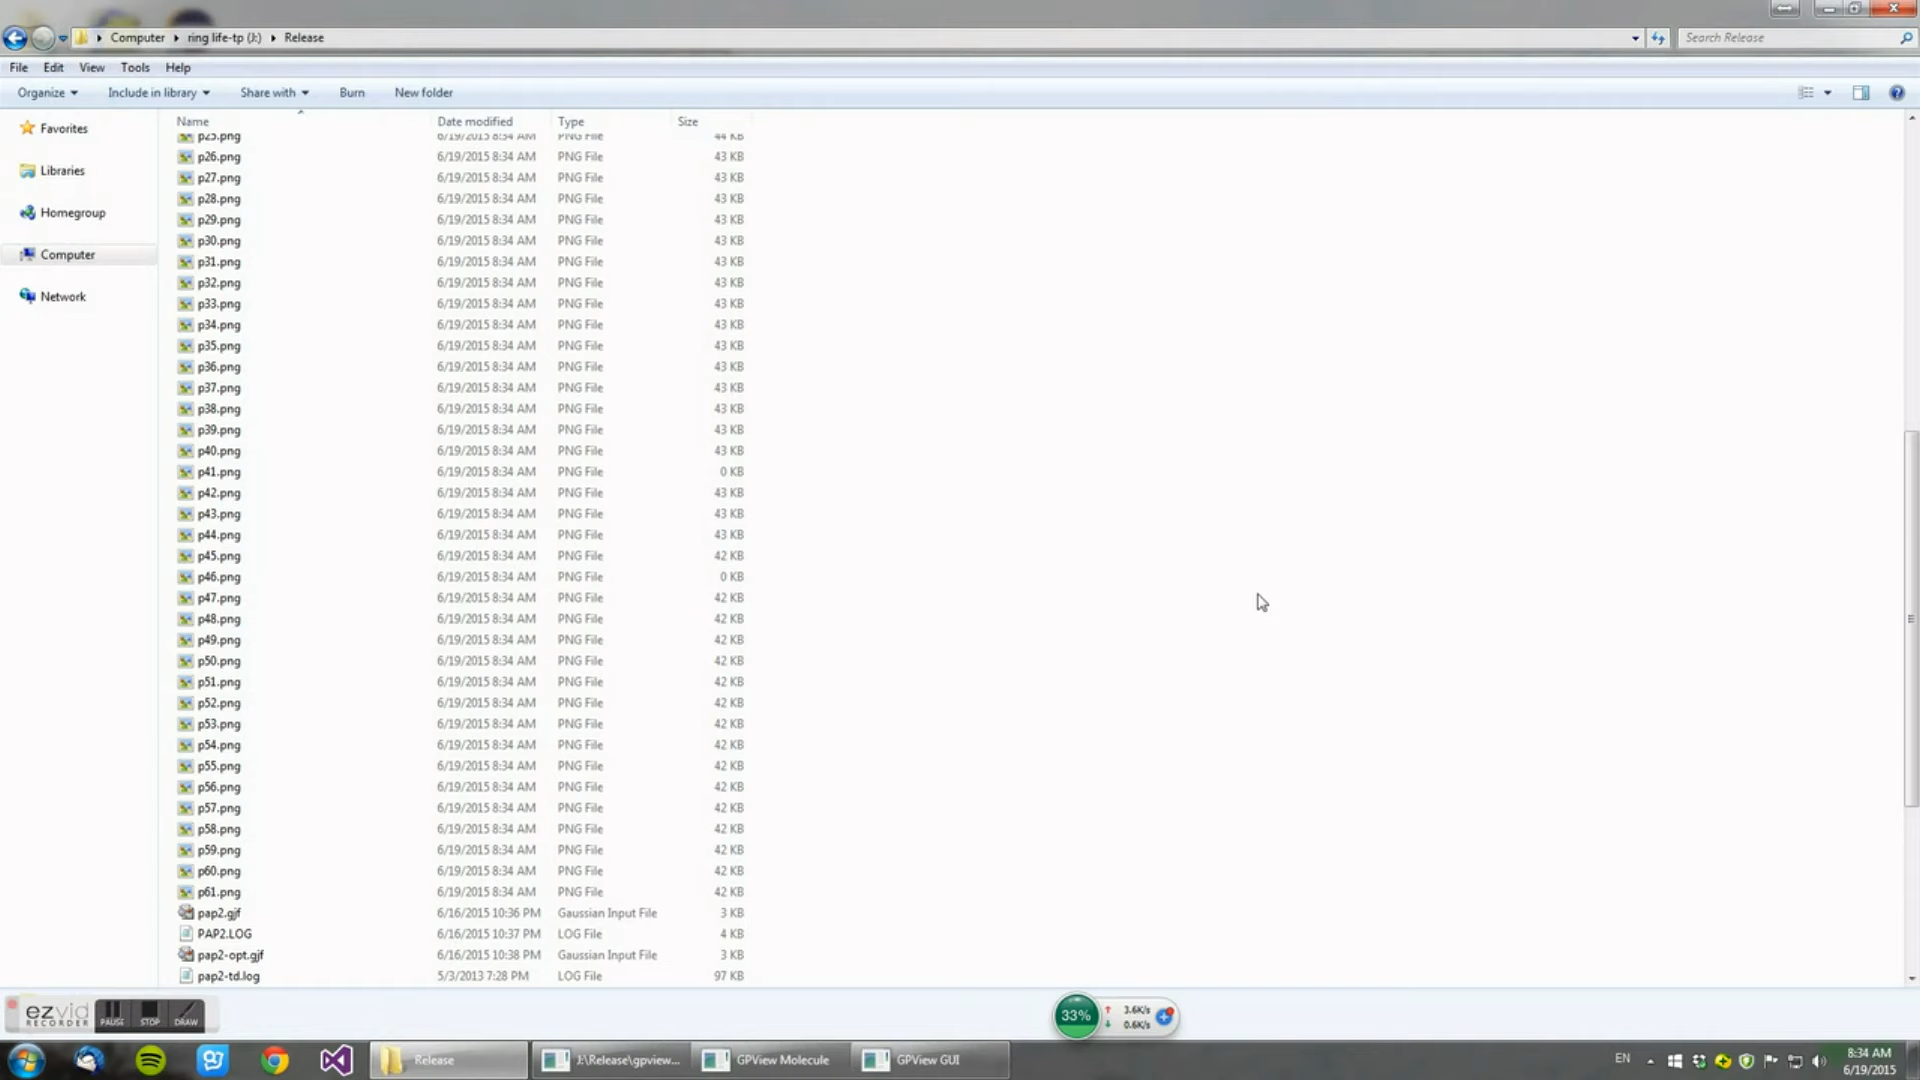 Computer ▸ ring life-tp (J:) ▸ Release
Search Release
File Edit View Tools Help
Organize Include in library Share with Burn New folder
Favorites
Libraries
Homegroup
Computer
Network
Name Date modified Type Size
p25.png 6/19/2015 8:34 AM PNG File 44 KB
p26.png 6/19/2015 8:34 AM PNG File 43 KB
p27.png 6/19/2015 8:34 AM PNG File 43 KB
p28.png 6/19/2015 8:34 AM PNG File 43 KB
p29.png 6/19/2015 8:34 AM PNG File 43 KB
p30.png 6/19/2015 8:34 AM PNG File 43 KB
p31.png 6/19/2015 8:34 AM PNG File 43 KB
p32.png 6/19/2015 8:34 AM PNG File 43 KB
p33.png 6/19/2015 8:34 AM PNG File 43 KB
p34.png 6/19/2015 8:34 AM PNG File 43 KB
p35.png 6/19/2015 8:34 AM PNG File 43 KB
p36.png 6/19/2015 8:34 AM PNG File 43 KB
p37.png 6/19/2015 8:34 AM PNG File 43 KB
p38.png 6/19/2015 8:34 AM PNG File 43 KB
p39.png 6/19/2015 8:34 AM PNG File 43 KB
p40.png 6/19/2015 8:34 AM PNG File 43 KB
p41.png 6/19/2015 8:34 AM PNG File 0 KB
p42.png 6/19/2015 8:34 AM PNG File 43 KB
p43.png 6/19/2015 8:34 AM PNG File 43 KB
p44.png 6/19/2015 8:34 AM PNG File 43 KB
p45.png 6/19/2015 8:34 AM PNG File 42 KB
p46.png 6/19/2015 8:34 AM PNG File 0 KB
p47.png 6/19/2015 8:34 AM PNG File 42 KB
p48.png 6/19/2015 8:34 AM PNG File 42 KB
p49.png 6/19/2015 8:34 AM PNG File 42 KB
p50.png 6/19/2015 8:34 AM PNG File 42 KB
p51.png 6/19/2015 8:34 AM PNG File 42 KB
p52.png 6/19/2015 8:34 AM PNG File 42 KB
p53.png 6/19/2015 8:34 AM PNG File 42 KB
p54.png 6/19/2015 8:34 AM PNG File 42 KB
p55.png 6/19/2015 8:34 AM PNG File 42 KB
p56.png 6/19/2015 8:34 AM PNG File 42 KB
p57.png 6/19/2015 8:34 AM PNG File 42 KB
p58.png 6/19/2015 8:34 AM PNG File 42 KB
p59.png 6/19/2015 8:34 AM PNG File 42 KB
p60.png 6/19/2015 8:34 AM PNG File 42 KB
p61.png 6/19/2015 8:34 AM PNG File 42 KB
pap2.gjf 6/16/2015 10:36 PM Gaussian Input File 3 KB
PAP2.LOG 6/16/2015 10:37 PM LOG File 4 KB
pap2-opt.gjf 6/16/2015 10:38 PM Gaussian Input File 3 KB
pap2-td.log 5/3/2013 7:28 PM LOG File 97 KB
ezvid
RECORDER
PAUSE STOP DRAW
33%
3.6K/s
0.6K/s
Release J:\Release\gpview... GPView Molecule GPView GUI
EN
8:34 AM
6/19/2015